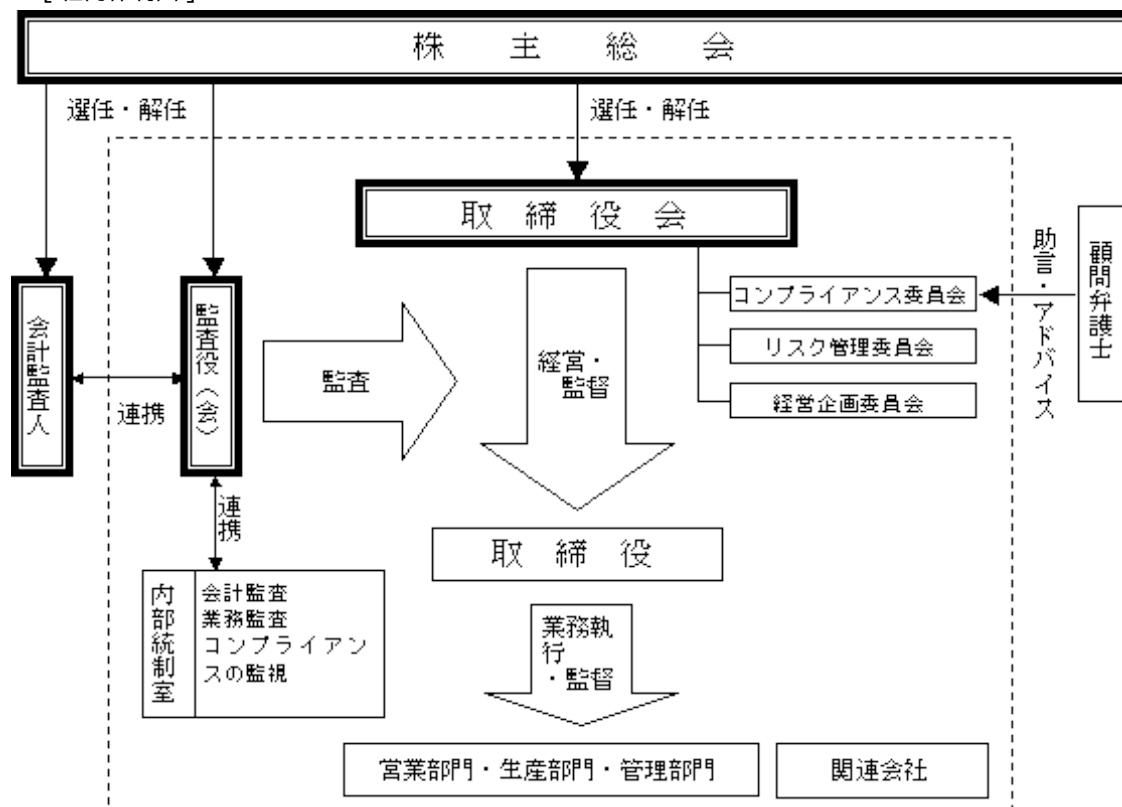 株主総会
選任・解任
選任・解任
取締役会
コンプライアンス委員会
リスク管理委員会
経営企画委員会
助言・アドバイス
顧問弁護士
会計監査人
連携
監査役(会)
監査
経営・
監督
連携
取締役
内部統制室
会計監査
業務監査
コンプライアン
スの監視
業務執
行
・監督
営業部門・生産部門・管理部門
関連会社